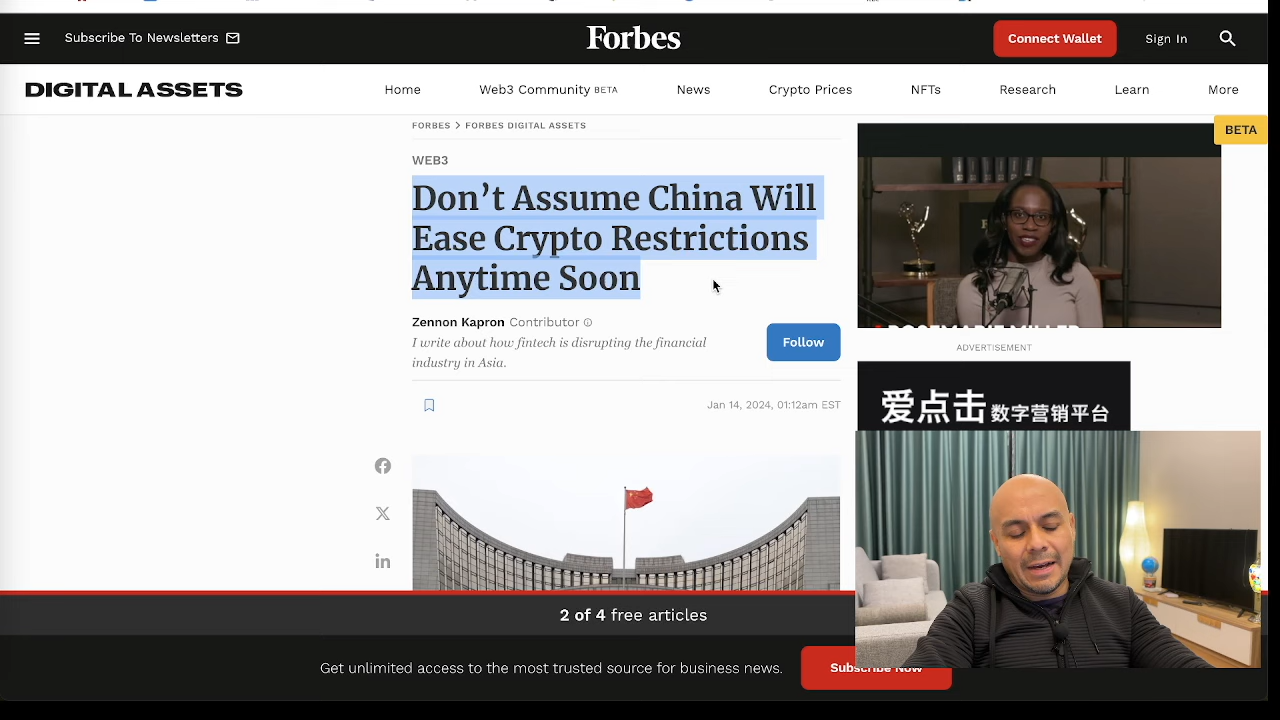 Subscribe To Newsletters
Forbes
Connect Wallet
Sign In
DIGITAL ASSETS
Home
Web3 Community BETA
News
Crypto Prices
NFTs
Research
Learn
More
BETA
FORBES > FORBES DIGITAL ASSETS
WEB3
Don’t Assume China Will
Ease Crypto Restrictions
Anytime Soon
Zennon Kapron Contributor
I write about how fintech is disrupting the financial
industry in Asia.
Follow
Jan 14, 2024, 01:12am EST
ROSEMARIE MILLER
ADVERTISEMENT
爱点击 数字营销平台
2 of 4 free articles
Get unlimited access to the most trusted source for business news.
Subscribe Now